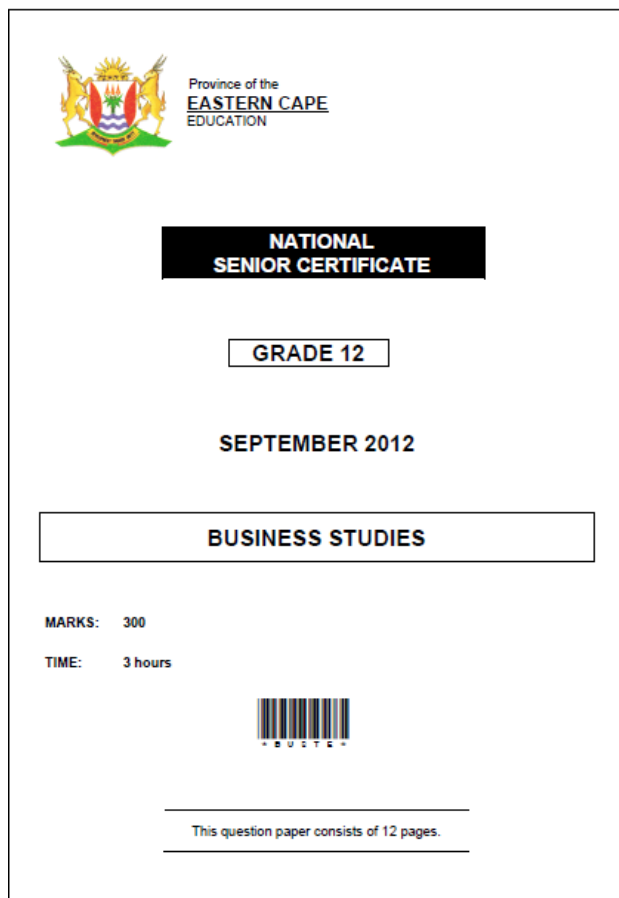 Province of the
EASTERN CAPE
EDUCATION
NATIONAL
SENIOR CERTIFICATE
GRADE 12
SEPTEMBER 2012
BUSINESS STUDIES
MARKS: 300
TIME: 3 hours
* B U S T E *
This question paper consists of 12 pages.